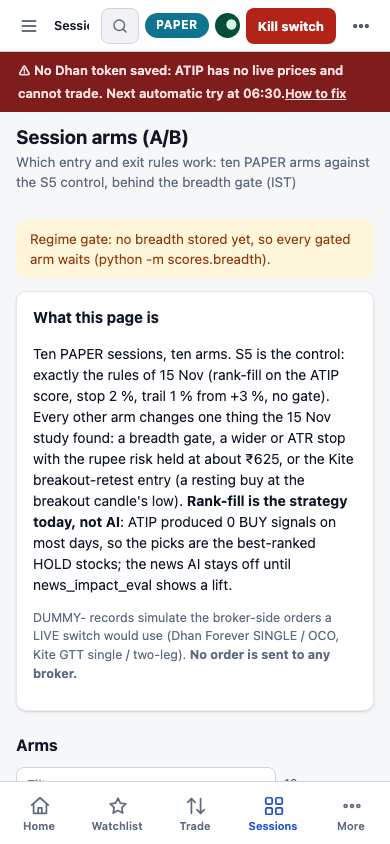 Sessi
PAPER
Kill switch
⚠ No Dhan token saved: ATIP has no live prices and
cannot trade. Next automatic try at 06:30.How to fix
Session arms (A/B)
Which entry and exit rules work: ten PAPER arms against
the S5 control, behind the breadth gate (IST)
Regime gate: no breadth stored yet, so every gated
arm waits (python -m scores.breadth).
What this page is
Ten PAPER sessions, ten arms. S5 is the control:
exactly the rules of 15 Nov (rank-fill on the ATIP
score, stop 2 %, trail 1 % from +3 %, no gate).
Every other arm changes one thing the 15 Nov
study found: a breadth gate, a wider or ATR stop
with the rupee risk held at about ₹625, or the Kite
breakout-retest entry (a resting buy at the
breakout candle's low). Rank-fill is the strategy
today, not AI: ATIP produced 0 BUY signals on
most days, so the picks are the best-ranked
HOLD stocks; the news AI stays off until
news_impact_eval shows a lift.
DUMMY- records simulate the broker-side orders a
LIVE switch would use (Dhan Forever SINGLE / OCO,
Kite GTT single / two-leg). No order is sent to any
broker.
Arms
Home
Watchlist
Trade
Sessions
More